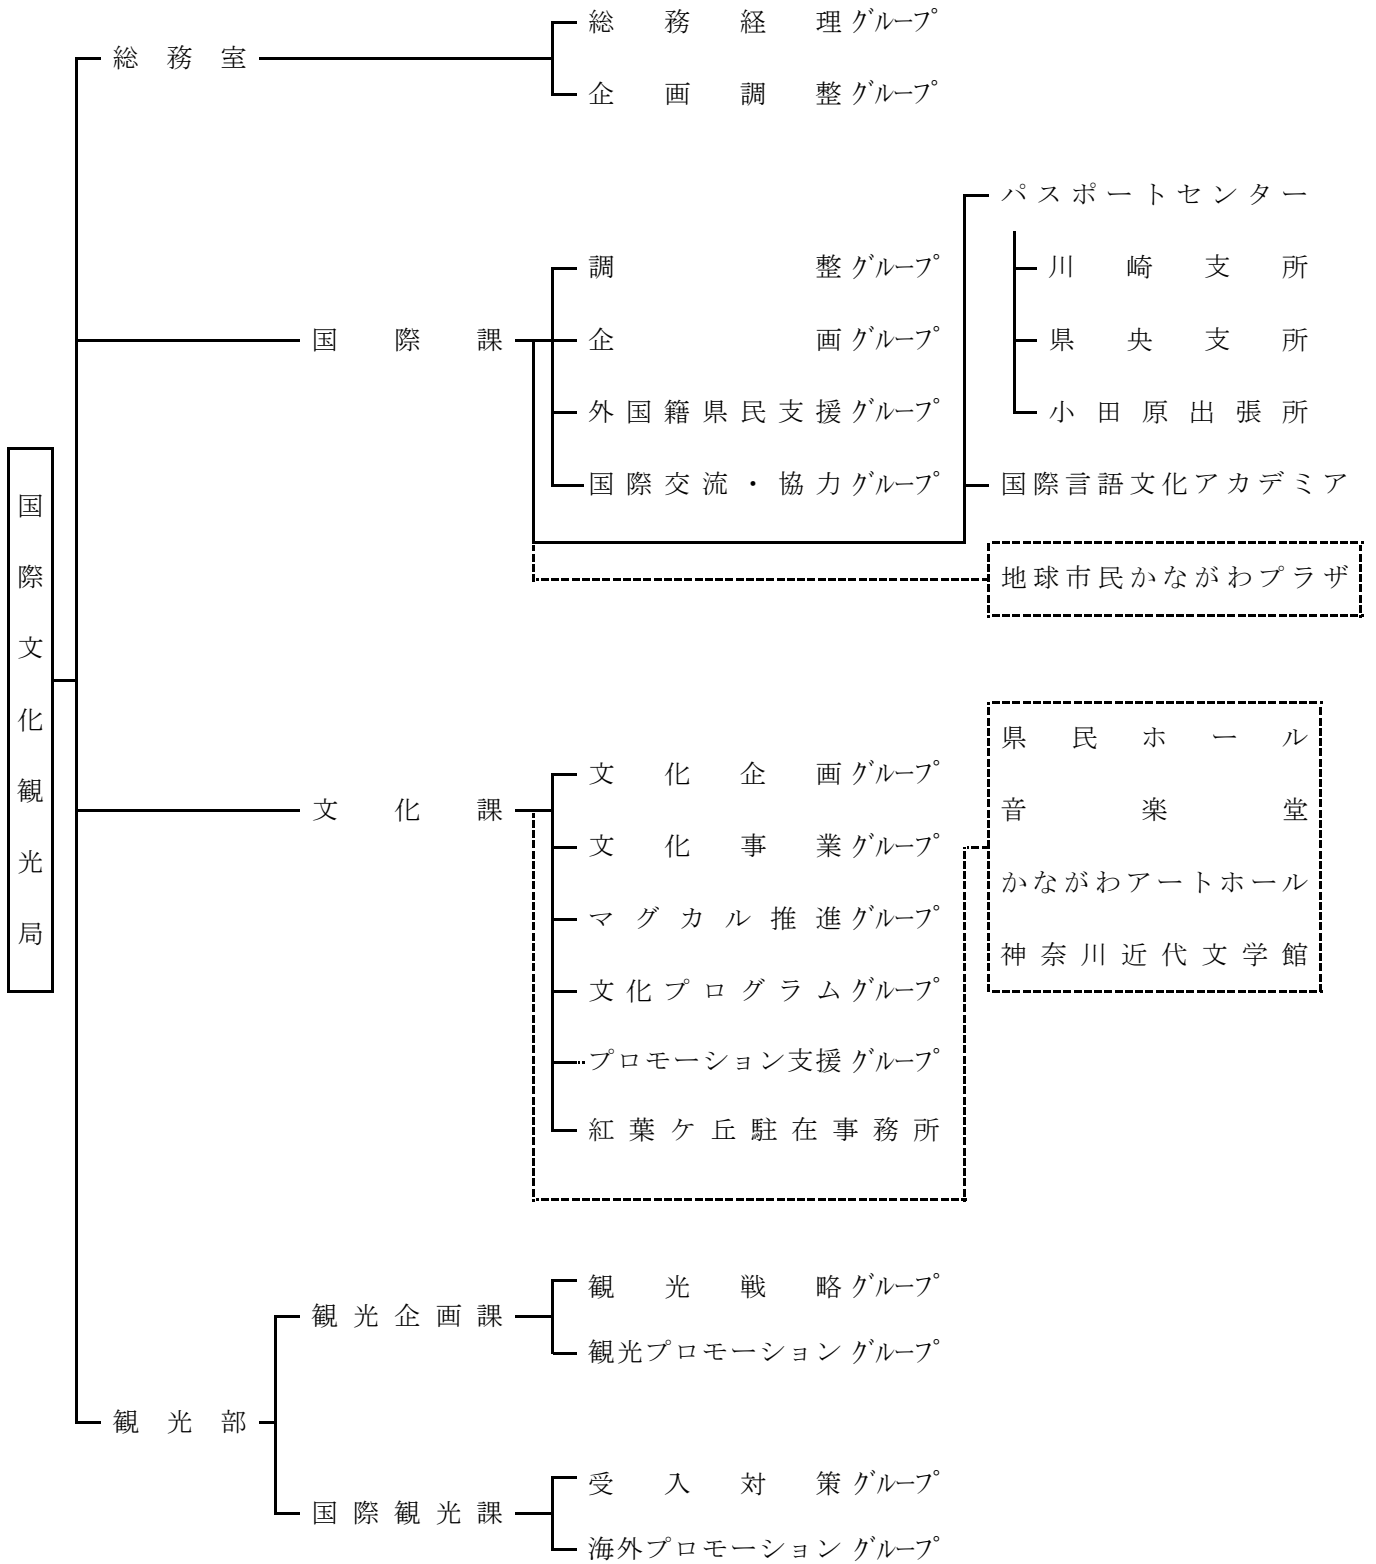 国際文化観光局
総務室
総務経理グループ
企画調整グループ
国際課
調整グループ
企画グループ
外国籍県民支援グループ
国際交流・協力グループ
パスポートセンター
川崎支所
県央支所
小田原出張所
国際言語文化アカデミア
地球市民かながわプラザ
文化課
文化企画グループ
文化事業グループ
マグカル推進グループ
文化プログラムグループ
プロモーション支援グループ
紅葉ケ丘駐在事務所
県民ホール
音楽堂
かながわアートホール
神奈川近代文学館
観光部
観光企画課
観光戦略グループ
観光プロモーショングループ
国際観光課
受入対策グループ
海外プロモーショングループ